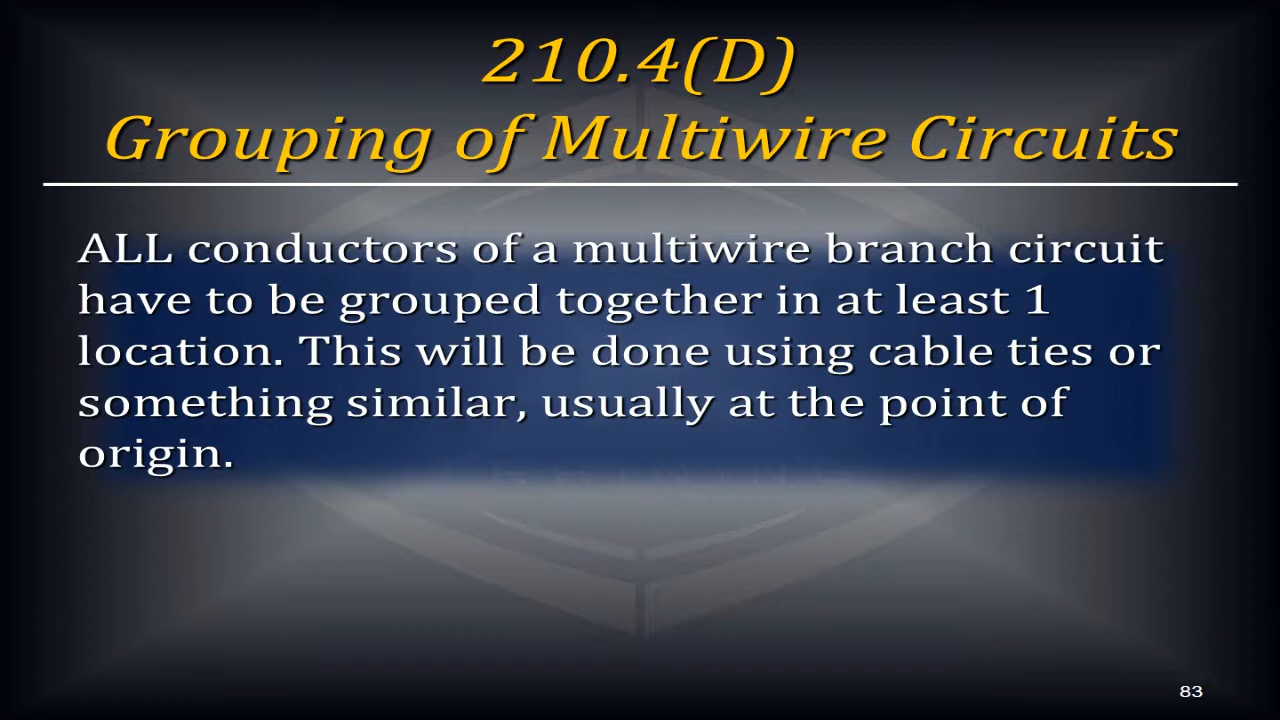 210.4(D)
Grouping of Multiwire Circuits
ALL conductors of a multiwire branch circuit
have to be grouped together in at least 1
location. This will be done using cable ties or
something similar, usually at the point of
origin.
83